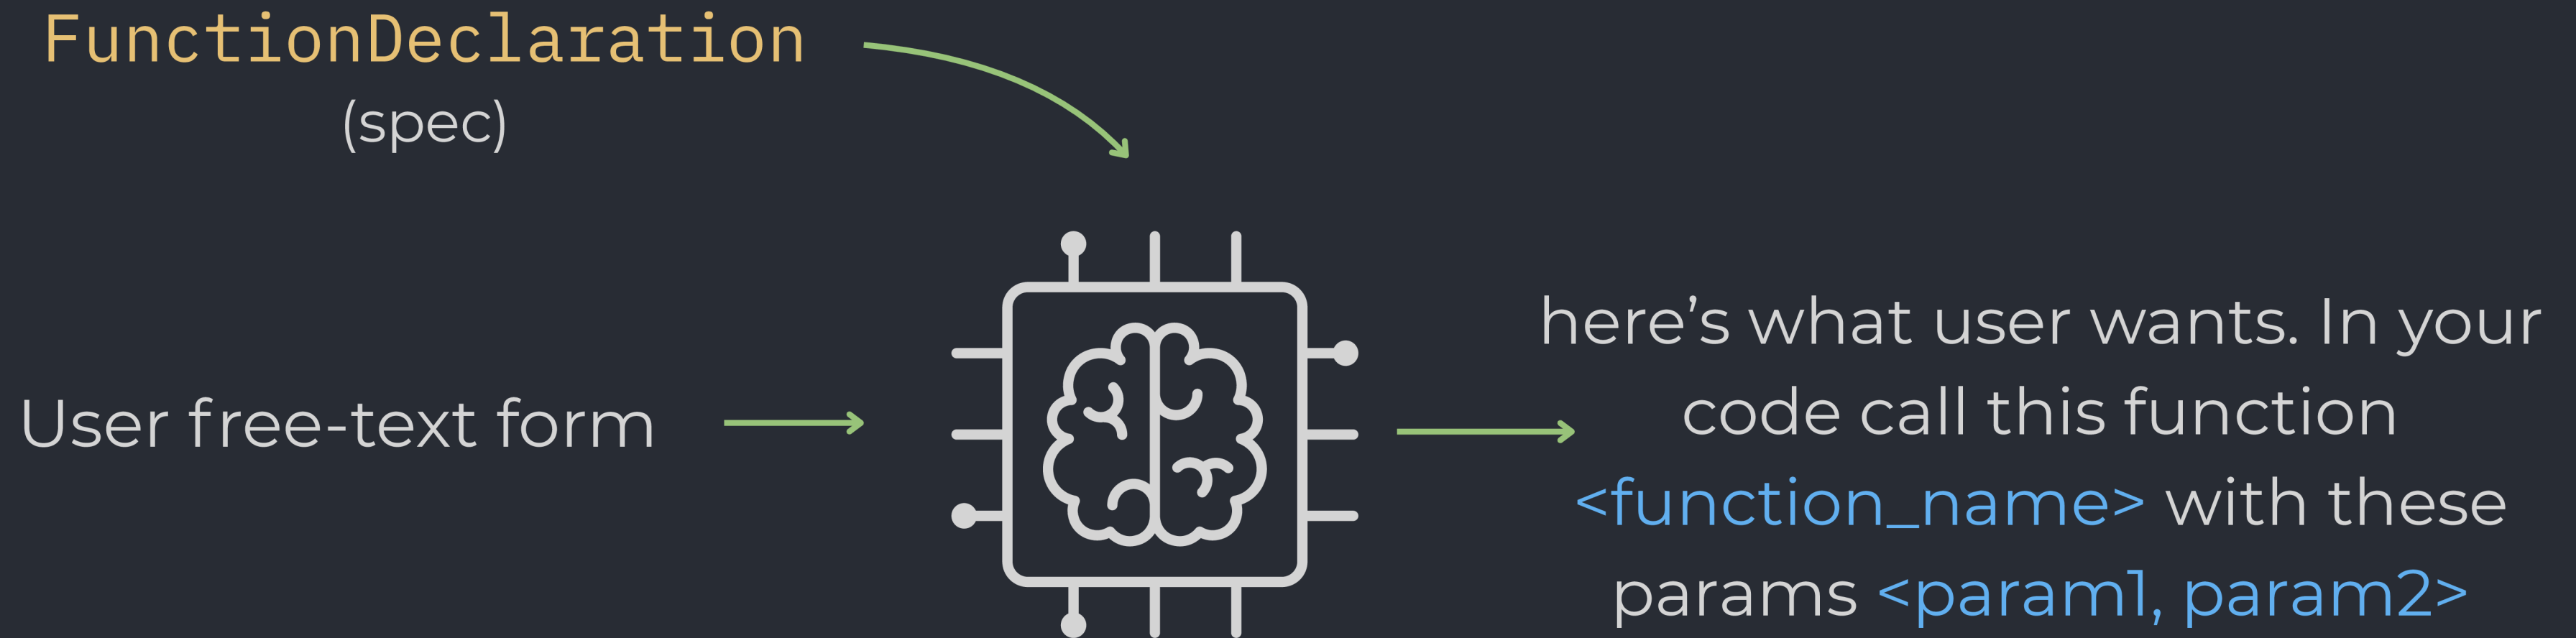 FunctionDeclaration
(spec)
User free-text form
here’s what user wants. In your
code call this function
<function_name> with these
params <param1, param2>